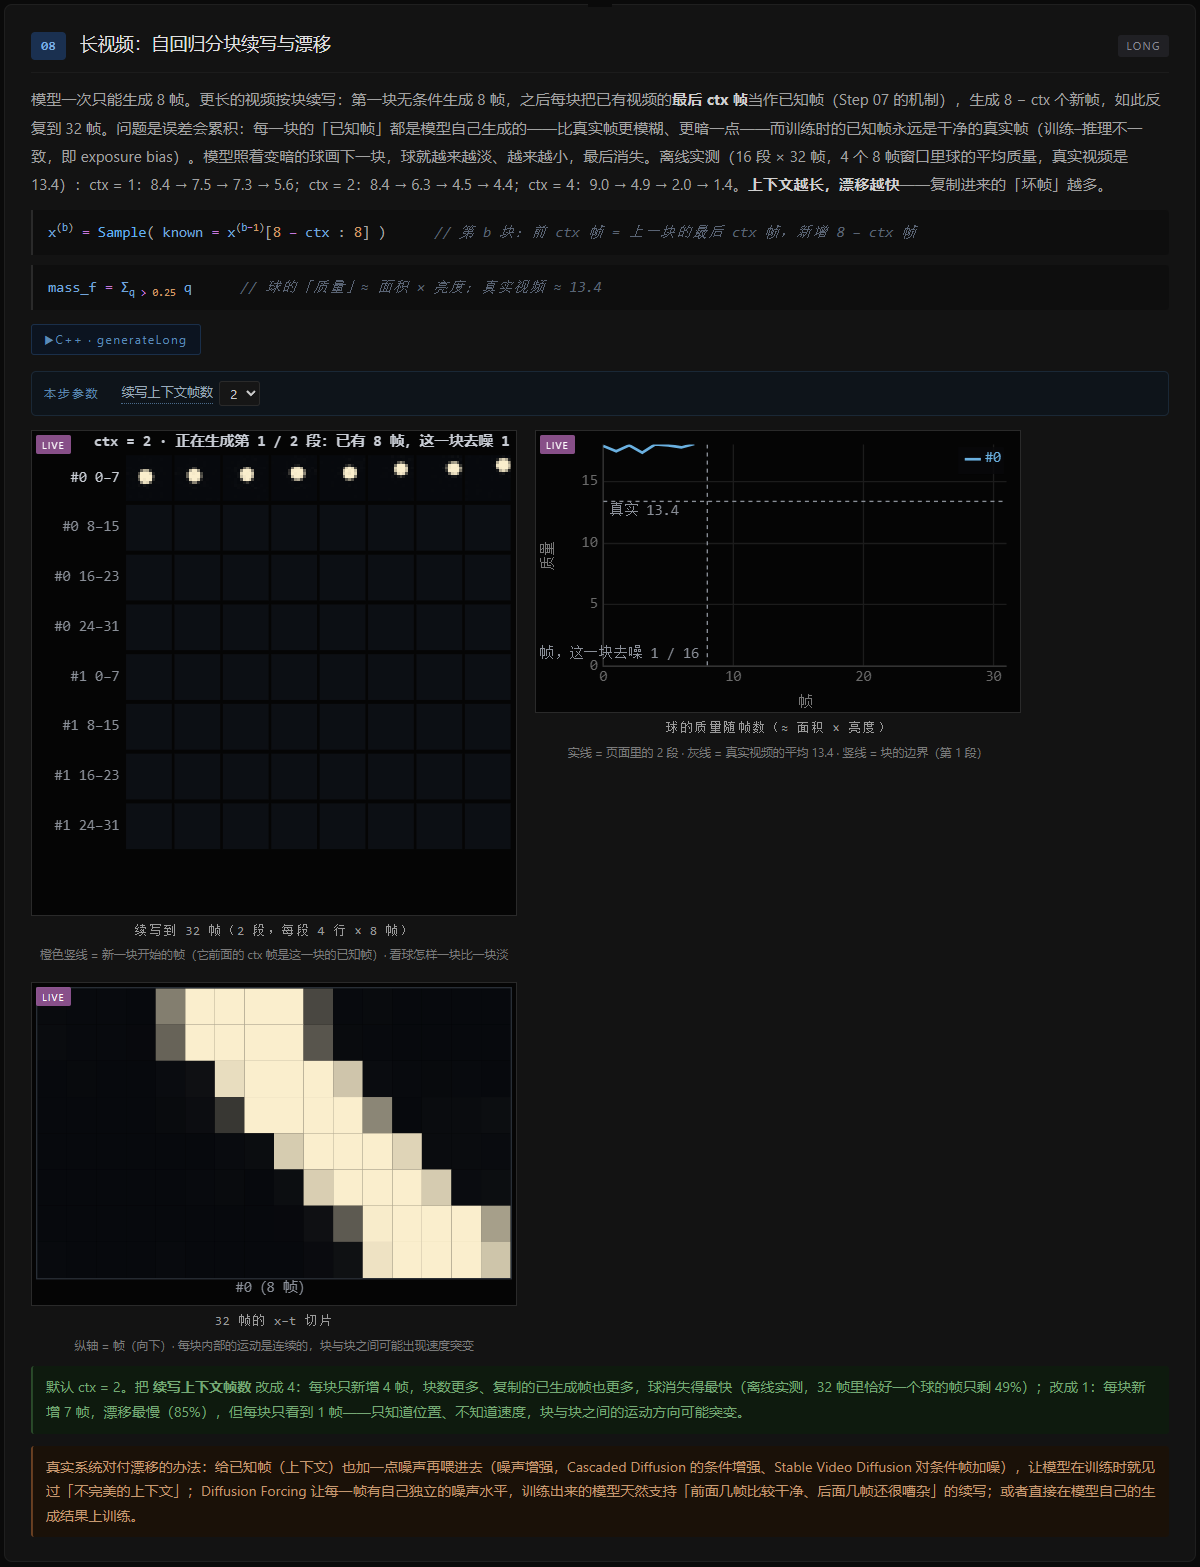 08 长视频：自回归分块续写与漂移 LONG
模型一次只能生成 8 帧。更长的视频按块续写：第一块无条件生成 8 帧，之后每块把已有视频的最后 ctx 帧当作已知帧（Step 07 的机制），生成 8 − ctx 个新帧，如此反
复到 32 帧。问题是误差会累积：每一块的「已知帧」都是模型自己生成的——比真实帧更模糊、更暗一点——而训练时的已知帧永远是干净的真实帧（训练–推理不一
致，即 exposure bias）。模型照着变暗的球画下一块，球就越来越淡、越来越小，最后消失。离线实测（16 段 × 32 帧，4 个 8 帧窗口里球的平均质量，真实视频是
13.4）：ctx = 1：8.4 → 7.5 → 7.3 → 5.6；ctx = 2：8.4 → 6.3 → 4.5 → 4.4；ctx = 4：9.0 → 4.9 → 2.0 → 1.4。上下文越长，漂移越快——复制进来的「坏帧」越多。
x(b) = Sample( known = x(b−1)[8 − ctx : 8] ) // 第 b 块：前 ctx 帧 = 上一块的最后 ctx 帧，新增 8 − ctx 帧
mass_f = Σq > 0.25 q // 球的「质量」≈ 面积 × 亮度；真实视频 ≈ 13.4
▶C++ · generateLong
本步参数 续写上下文帧数 2
LIVE ctx = 2 · 正在生成第 1 / 2 段：已有 8 帧，这一块去噪 1
#0 0–7
#0 8–15
#0 16–23
#0 24–31
#1 0–7
#1 8–15
#1 16–23
#1 24–31
续写到 32 帧（2 段，每段 4 行 × 8 帧）
橙色竖线 = 新一块开始的帧（它前面的 ctx 帧是这一块的已知帧）· 看球怎样一块比一块淡
LIVE
#0
15
真实 13.4
10
质量
5
帧，这一块去噪 1 / 16
0
0 10 20 30
帧
球的质量随帧数（≈ 面积 × 亮度）
实线 = 页面里的 2 段 · 灰线 = 真实视频的平均 13.4 · 竖线 = 块的边界（第 1 段）
LIVE
#0 (8 帧)
32 帧的 x–t 切片
纵轴 = 帧（向下）· 每块内部的运动是连续的，块与块之间可能出现速度突变
默认 ctx = 2。把 续写上下文帧数 改成 4：每块只新增 4 帧，块数更多、复制的已生成帧也更多，球消失得最快（离线实测，32 帧里恰好一个球的帧只剩 49%）；改成 1：每块新
增 7 帧，漂移最慢（85%），但每块只看到 1 帧——只知道位置、不知道速度，块与块之间的运动方向可能突变。
真实系统对付漂移的办法：给已知帧（上下文）也加一点噪声再喂进去（噪声增强，Cascaded Diffusion 的条件增强、Stable Video Diffusion 对条件帧加噪），让模型在训练时就见
过「不完美的上下文」；Diffusion Forcing 让每一帧有自己独立的噪声水平，训练出来的模型天然支持「前面几帧比较干净、后面几帧还很嘈杂」的续写；或者直接在模型自己的生
成结果上训练。